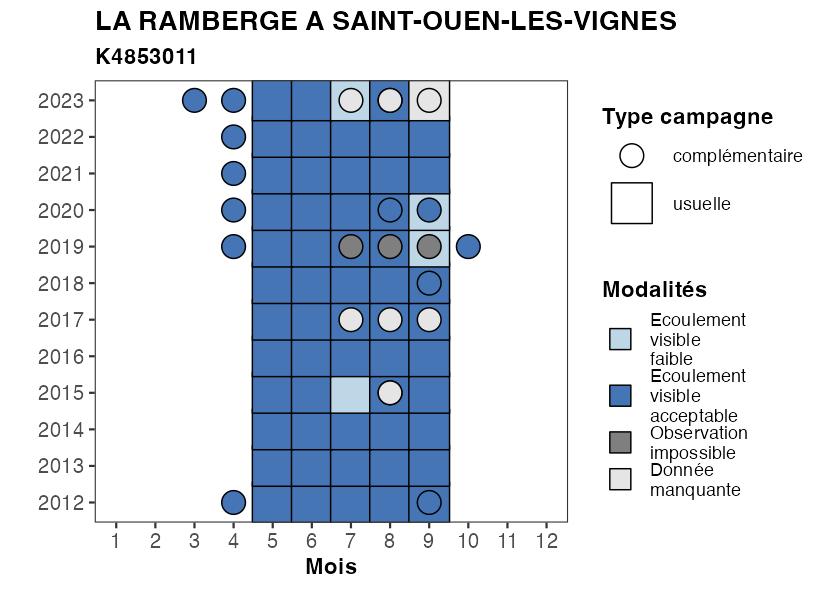 LA RAMBERGE A SAINT-OUEN-LES-VIGNES
K4853011
2023
2022
2021
2020
2019
2018
2017
2016
2015
2014
2013
2012
1 2 3 4 5 6 7 8 9 10 11 12
Mois
Type campagne
complémentaire
usuelle
Modalités
Ecoulement
visible
faible
Ecoulement
visible
acceptable
Observation
impossible
Donnée
manquante